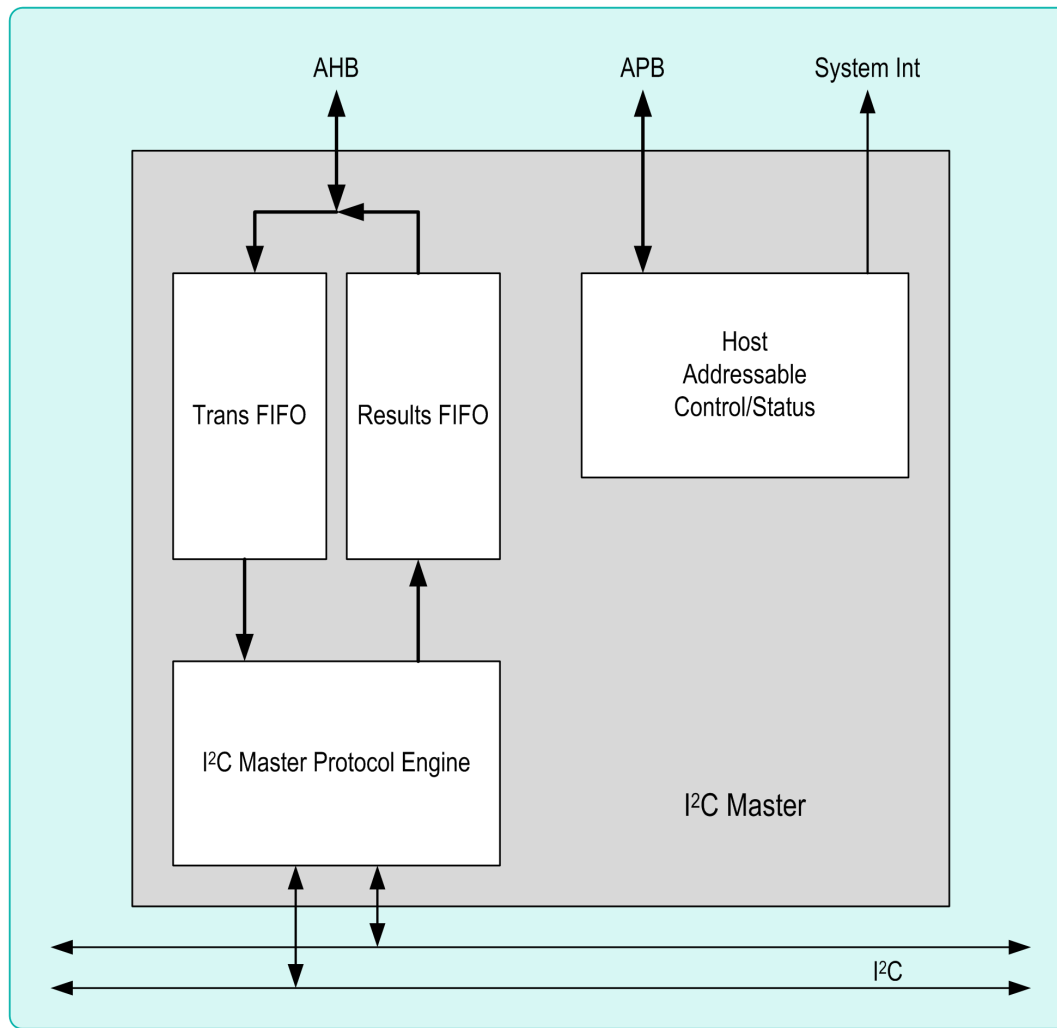 AHB
APB
System Int
Trans FIFO
Results FIFO
Host
Addressable
Control/Status
I²C Master Protocol Engine
I²C Master
I²C